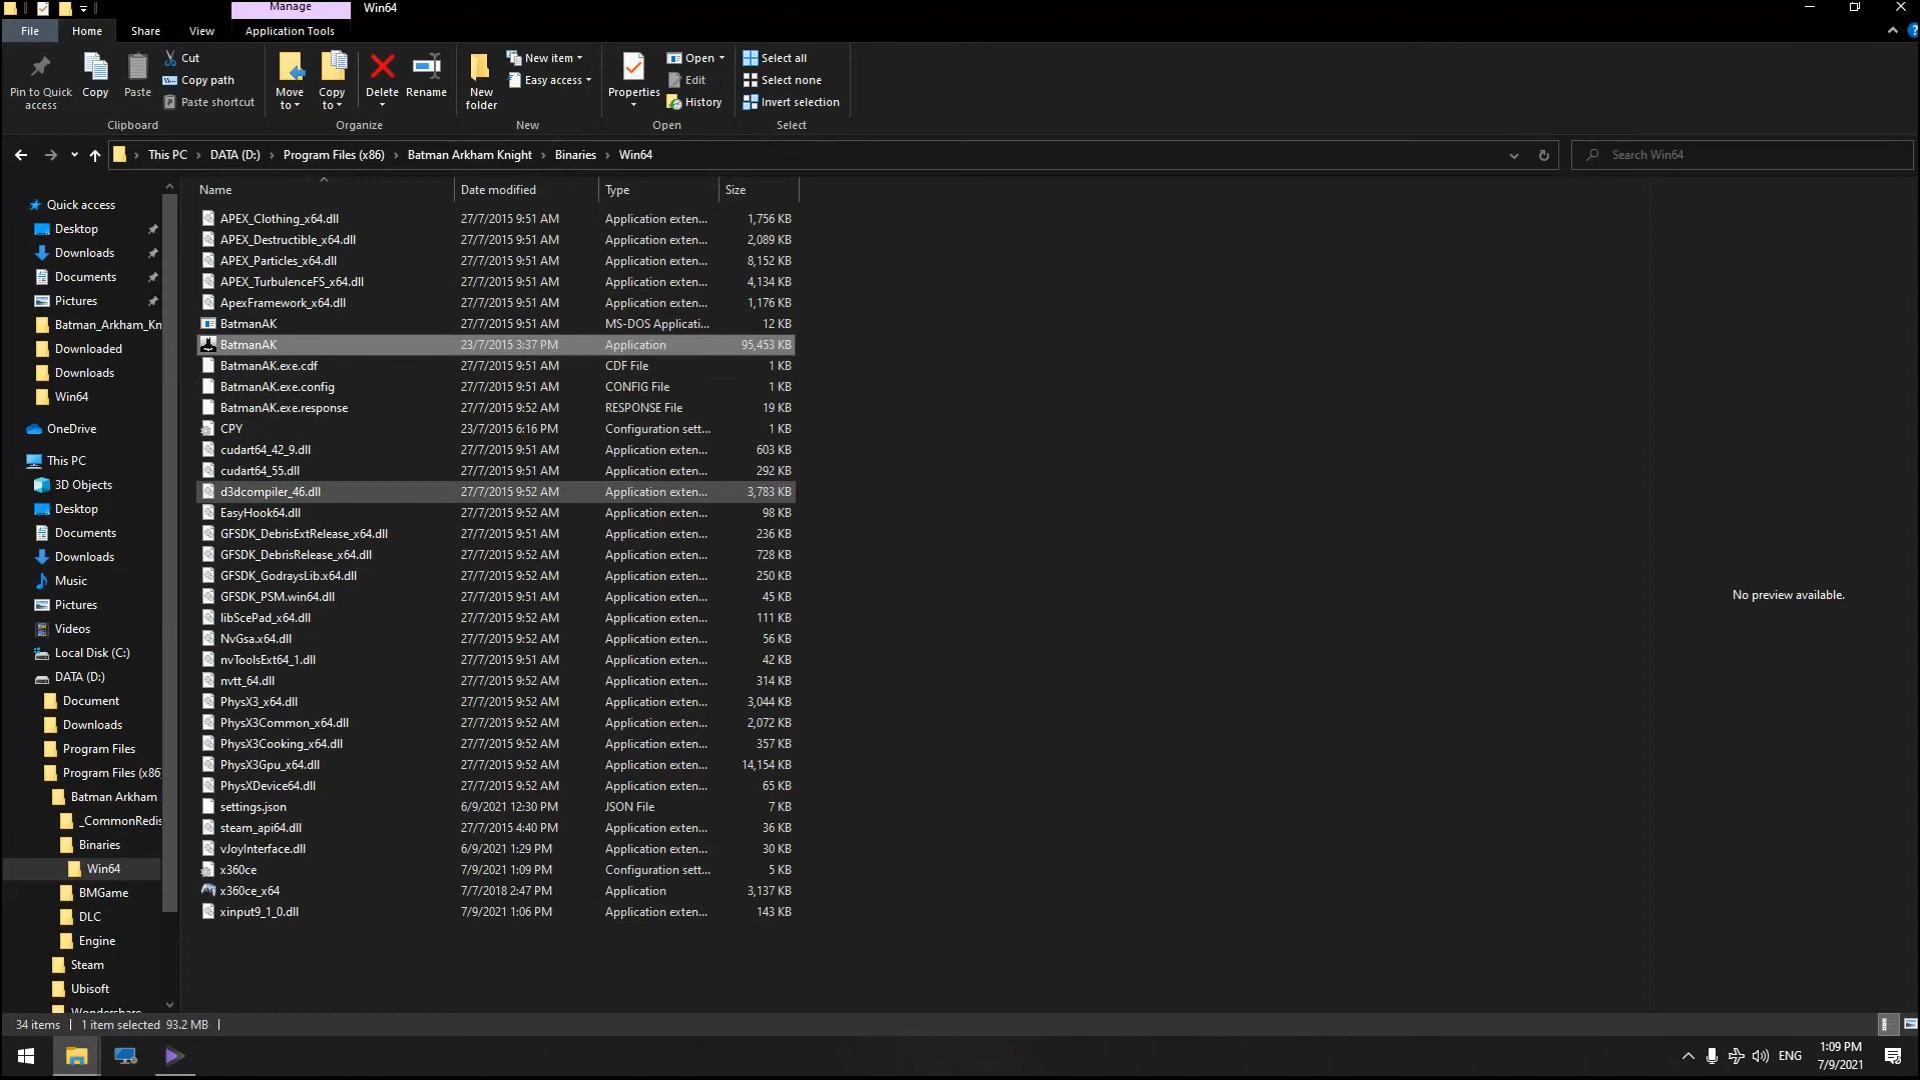 Manage
Win64
File
Home
Share
View
Application Tools
Pin to Quick access
Copy
Paste
Cut
Copy path
Paste shortcut
Clipboard
Move to
Copy to
Delete
Rename
Organize
New folder
New item
Easy access
New
Properties
Open
Edit
History
Open
Select all
Select none
Invert selection
Select
This PC > DATA (D:) > Program Files (x86) > Batman Arkham Knight > Binaries > Win64
Search Win64
Quick access
Desktop
Downloads
Documents
Pictures
Batman_Arkham_Kn
Downloaded
Downloads
Win64
OneDrive
This PC
3D Objects
Desktop
Documents
Downloads
Music
Pictures
Videos
Local Disk (C:)
DATA (D:)
Document
Downloads
Program Files
Program Files (x86
Batman Arkham
_CommonRedis
Binaries
Win64
BMGame
DLC
Engine
Steam
Ubisoft
Wondershare
Name Date modified Type Size
APEX_Clothing_x64.dll 27/7/2015 9:51 AM Application exten... 1,756 KB
APEX_Destructible_x64.dll 27/7/2015 9:51 AM Application exten... 2,089 KB
APEX_Particles_x64.dll 27/7/2015 9:51 AM Application exten... 8,152 KB
APEX_TurbulenceFS_x64.dll 27/7/2015 9:51 AM Application exten... 4,134 KB
ApexFramework_x64.dll 27/7/2015 9:51 AM Application exten... 1,176 KB
BatmanAK 27/7/2015 9:51 AM MS-DOS Applicati... 12 KB
BatmanAK 23/7/2015 3:37 PM Application 95,453 KB
BatmanAK.exe.cdf 27/7/2015 9:51 AM CDF File 1 KB
BatmanAK.exe.config 27/7/2015 9:51 AM CONFIG File 1 KB
BatmanAK.exe.response 27/7/2015 9:52 AM RESPONSE File 19 KB
CPY 23/7/2015 6:16 PM Configuration sett... 1 KB
cudart64_42_9.dll 27/7/2015 9:51 AM Application exten... 603 KB
cudart64_55.dll 27/7/2015 9:51 AM Application exten... 292 KB
d3dcompiler_46.dll 27/7/2015 9:52 AM Application exten... 3,783 KB
EasyHook64.dll 27/7/2015 9:52 AM Application exten... 98 KB
GFSDK_DebrisExtRelease_x64.dll 27/7/2015 9:51 AM Application exten... 236 KB
GFSDK_DebrisRelease_x64.dll 27/7/2015 9:52 AM Application exten... 728 KB
GFSDK_GodraysLib.x64.dll 27/7/2015 9:52 AM Application exten... 250 KB
GFSDK_PSM.win64.dll 27/7/2015 9:51 AM Application exten... 45 KB
libScePad_x64.dll 27/7/2015 9:52 AM Application exten... 111 KB
NvGsa.x64.dll 27/7/2015 9:52 AM Application exten... 56 KB
nvToolsExt64_1.dll 27/7/2015 9:52 AM Application exten... 42 KB
nvtt_64.dll 27/7/2015 9:52 AM Application exten... 314 KB
PhysX3_x64.dll 27/7/2015 9:52 AM Application exten... 3,044 KB
PhysX3Common_x64.dll 27/7/2015 9:52 AM Application exten... 2,072 KB
PhysX3Cooking_x64.dll 27/7/2015 9:52 AM Application exten... 357 KB
PhysX3Gpu_x64.dll 27/7/2015 9:52 AM Application exten... 14,154 KB
PhysXDevice64.dll 27/7/2015 9:52 AM Application exten... 65 KB
settings.json 6/9/2021 12:30 PM JSON File 7 KB
steam_api64.dll 27/7/2015 4:40 PM Application exten... 36 KB
vJoyInterface.dll 6/9/2021 1:29 PM Application exten... 30 KB
x360ce 7/9/2021 1:09 PM Configuration sett... 5 KB
x360ce_x64 7/7/2018 2:47 PM Application 3,137 KB
xinput9_1_0.dll 7/9/2021 1:06 PM Application exten... 143 KB
No preview available.
34 items | 1 item selected 93.2 MB |
ENG
1:09 PM
7/9/2021